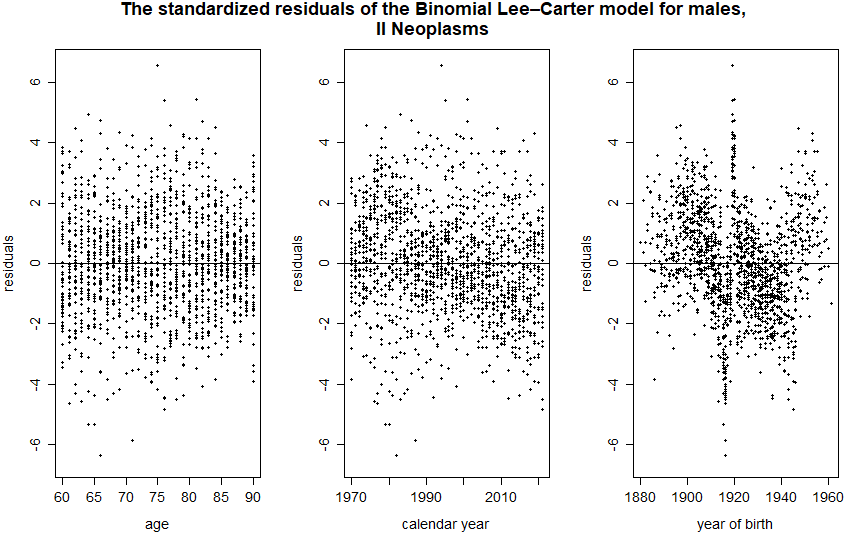 The standardized residuals of the Binomial Lee–Carter model for males,
II Neoplasms
residuals
6
4
2
0
-2
-4
-6
60 65 70 75 80 85 90
age
residuals
6
4
2
0
-2
-4
-6
1970 1990 2010
calendar year
residuals
6
4
2
0
-2
-4
-6
1880 1900 1920 1940 1960
year of birth